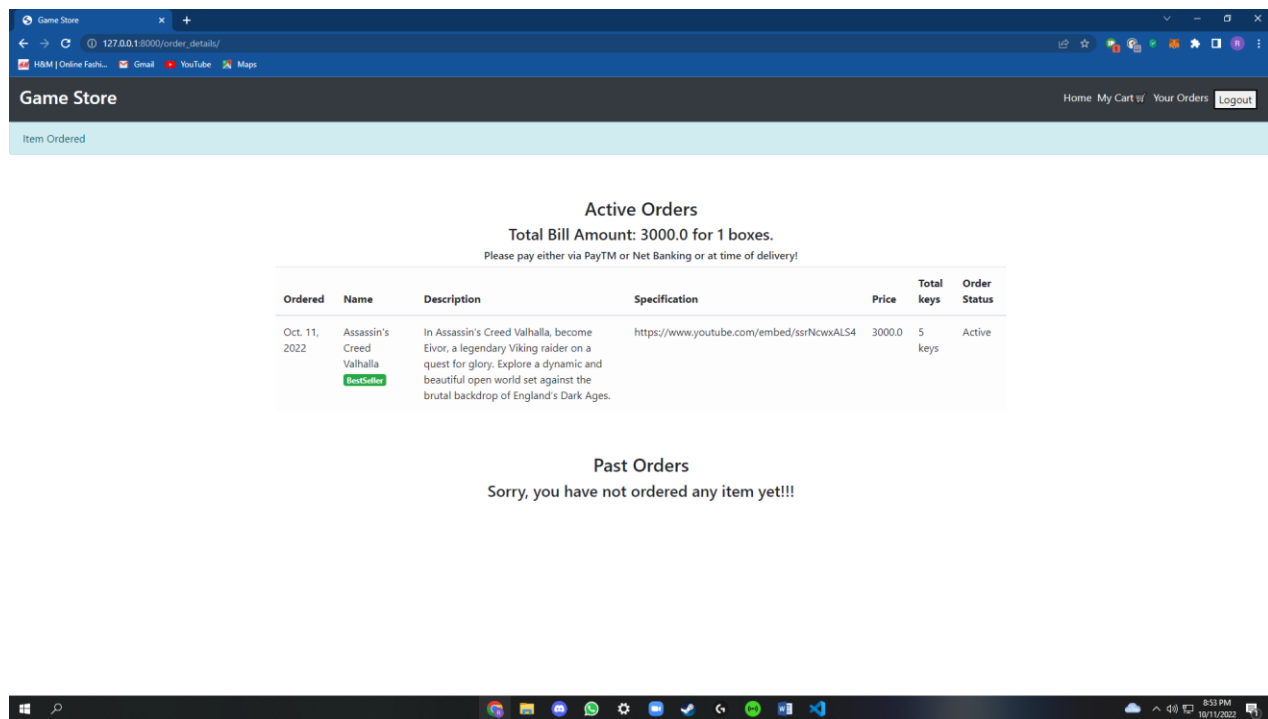 Game Store
127.0.0.1:8000/order_details/
H&M | Online Fashi... Gmail YouTube Maps
Game Store Home My Cart Your Orders Logout
Item Ordered
Active Orders
Total Bill Amount: 3000.0 for 1 boxes.
Please pay either via PayTM or Net Banking or at time of delivery!
Ordered Name Description Specification Price Total keys Order Status
Oct. 11, 2022
Assassin's Creed Valhalla
BestSeller
In Assassin's Creed Valhalla, become
Eivor, a legendary Viking raider on a
quest for glory. Explore a dynamic and
beautiful open world set against the
brutal backdrop of England's Dark Ages.
https://www.youtube.com/embed/ssrNcwxALS4
3000.0
5 keys
Active
Past Orders
Sorry, you have not ordered any item yet!!!
8:53 PM
10/11/2022